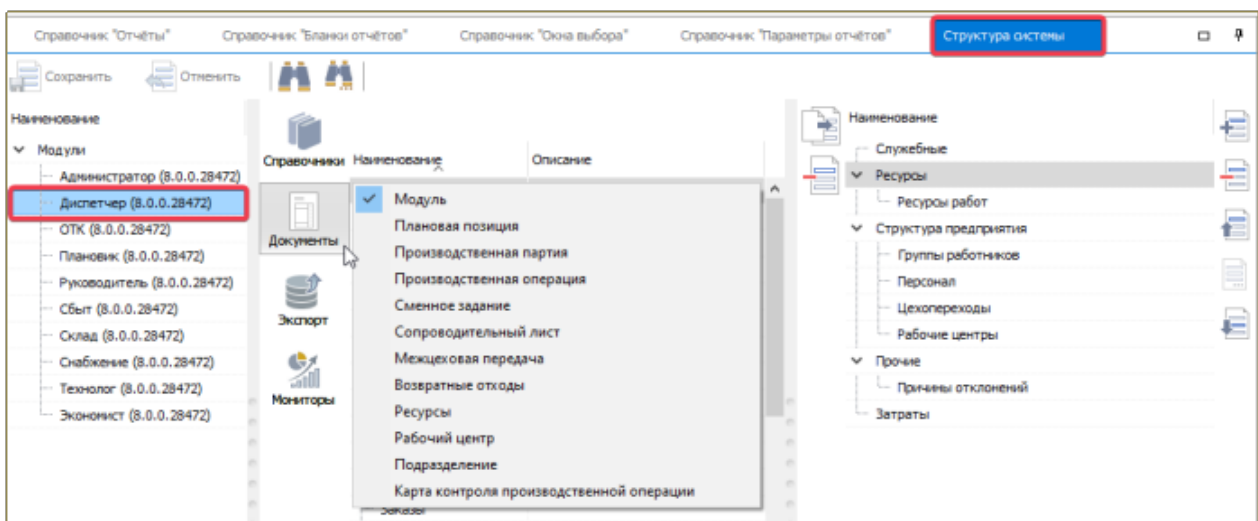 Справочник "Отчёты" Справочник "Бланки отчётов" Справочник "Окна выбора" Справочник "Параметры отчётов" Структура системы
Сохранить Отменить
Наименование
Модули
Администратор (8.0.0.28472)
Диспетчер (8.0.0.28472)
ОТК (8.0.0.28472)
Плановик (8.0.0.28472)
Руководитель (8.0.0.28472)
Сбыт (8.0.0.28472)
Склад (8.0.0.28472)
Снабжение (8.0.0.28472)
Технолог (8.0.0.28472)
Экономист (8.0.0.28472)
Справочники
Документы
Экспорт
Мониторы
Наименование Описание
Модуль
Плановая позиция
Производственная партия
Производственная операция
Сменное задание
Сопроводительный лист
Межцеховая передача
Возвратные отходы
Ресурсы
Рабочий центр
Подразделение
Карта контроля производственной операции
Заказы
Наименование
Служебные
Ресурсы
Ресурсы работ
Структура предприятия
Группы работников
Персонал
Цехопереходы
Рабочие центры
Прочие
Причины отклонений
Затраты